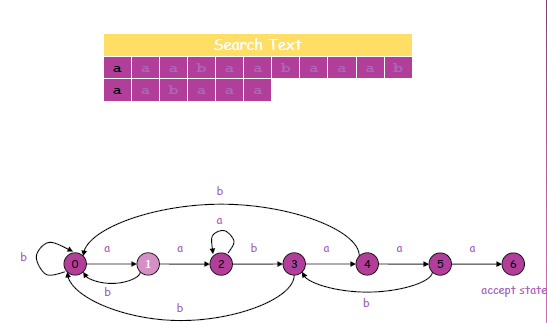 Search Text
a a a b a a b a a a b
a a b a a a
b
a
b a a b a a a
0 1 2 3 4 5 6
b
b
b
accept state